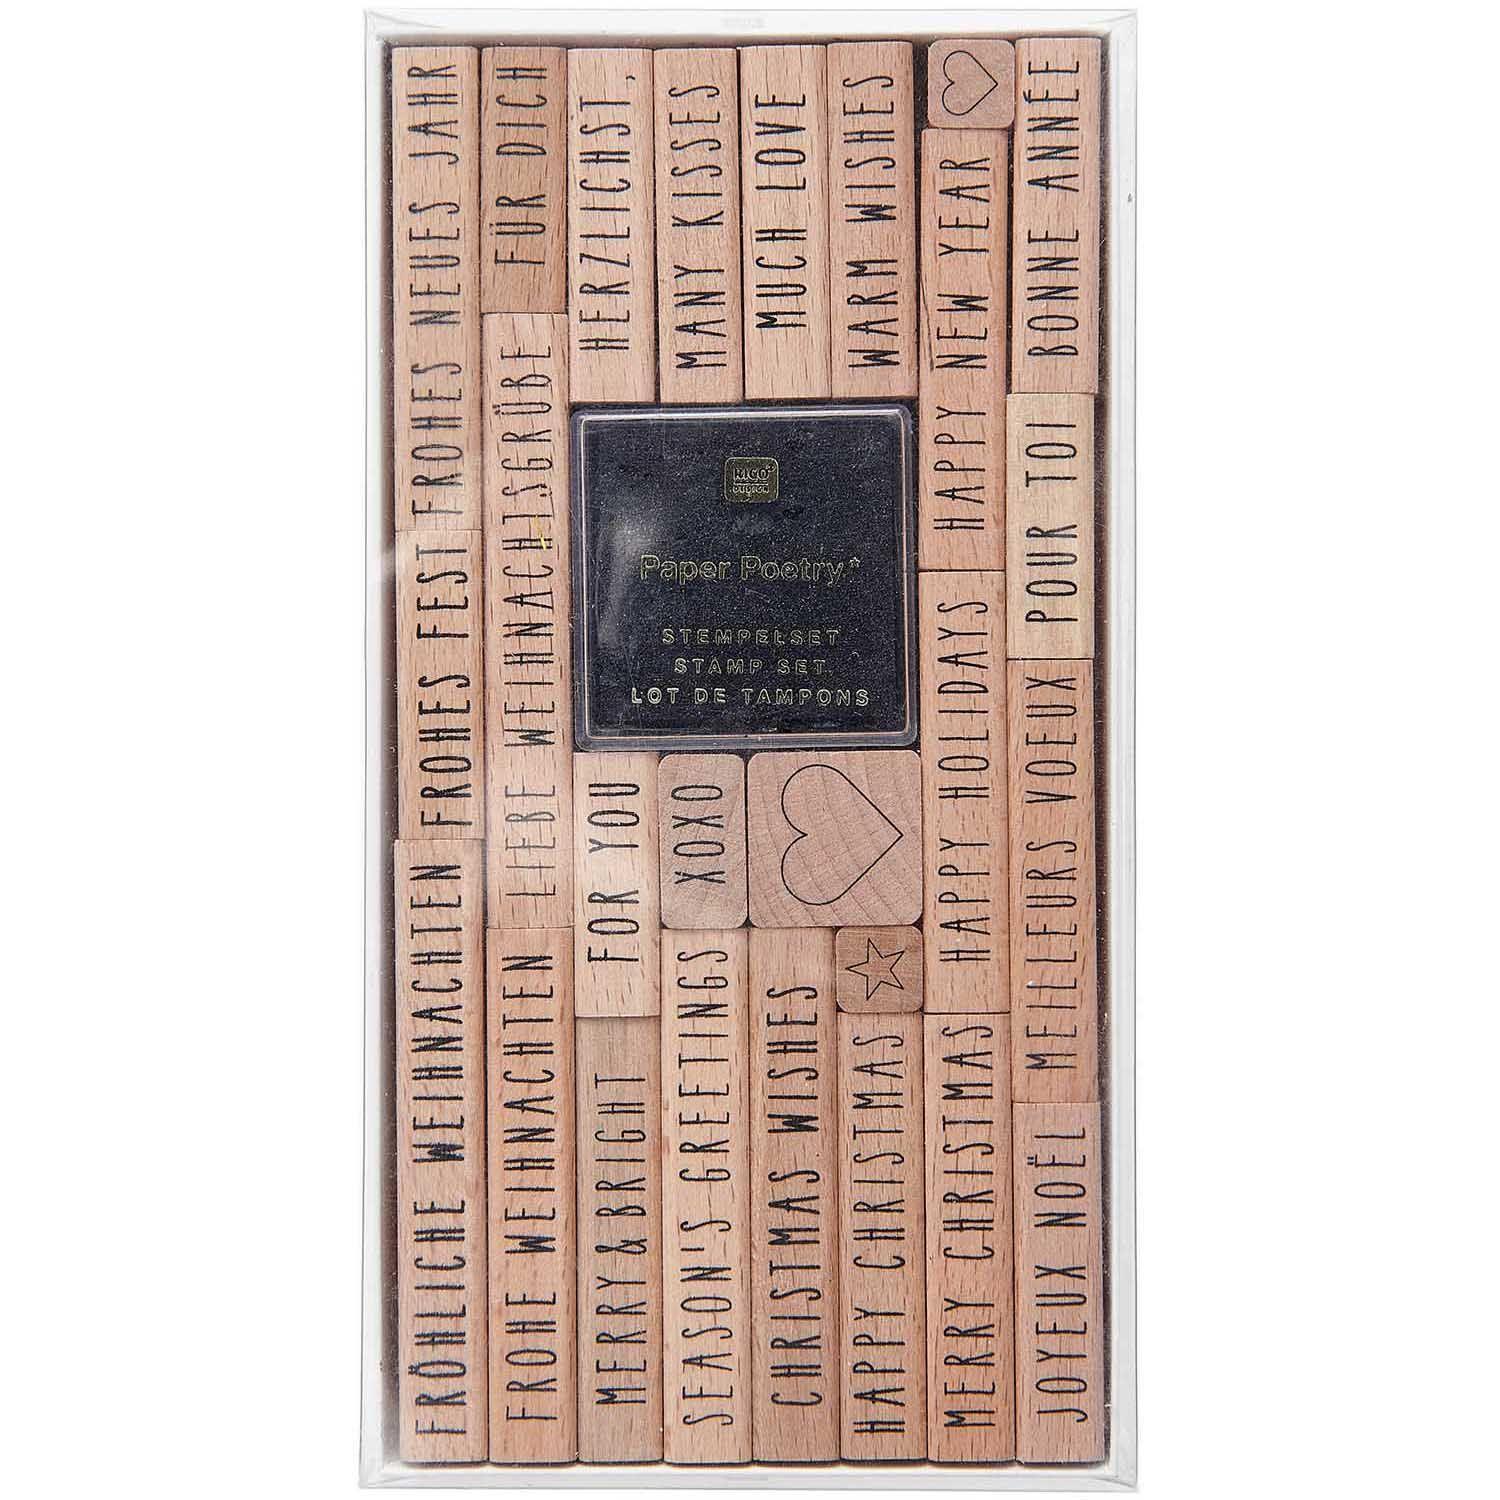 FROHES NEUES JAHR
FROHES FEST
FRÖHLICHE WEIHNACHTEN
FÜR DICH
LIEBE WEIHNACHTSGRÜBE
FROHE WEIHNACHTEN
HERZLICHST,
MANY KISSES
MUCH LOVE
WARM WISHES
RICO
DESIGN
Paper Poetry*
STEMPELSET
STAMP SET
LOT DE TAMPONS
FOR YOU
XOXO
MERRY & BRIGHT
SEASON'S GREETINGS
CHRISTMAS WISHES
HAPPY CHRISTMAS
HAPPY NEW YEAR
HAPPY HOLIDAYS
MERRY CHRISTMAS
BONNE ANNÉE
POUR TOI
MEILLEURS VOEUX
JOYEUX NOËL